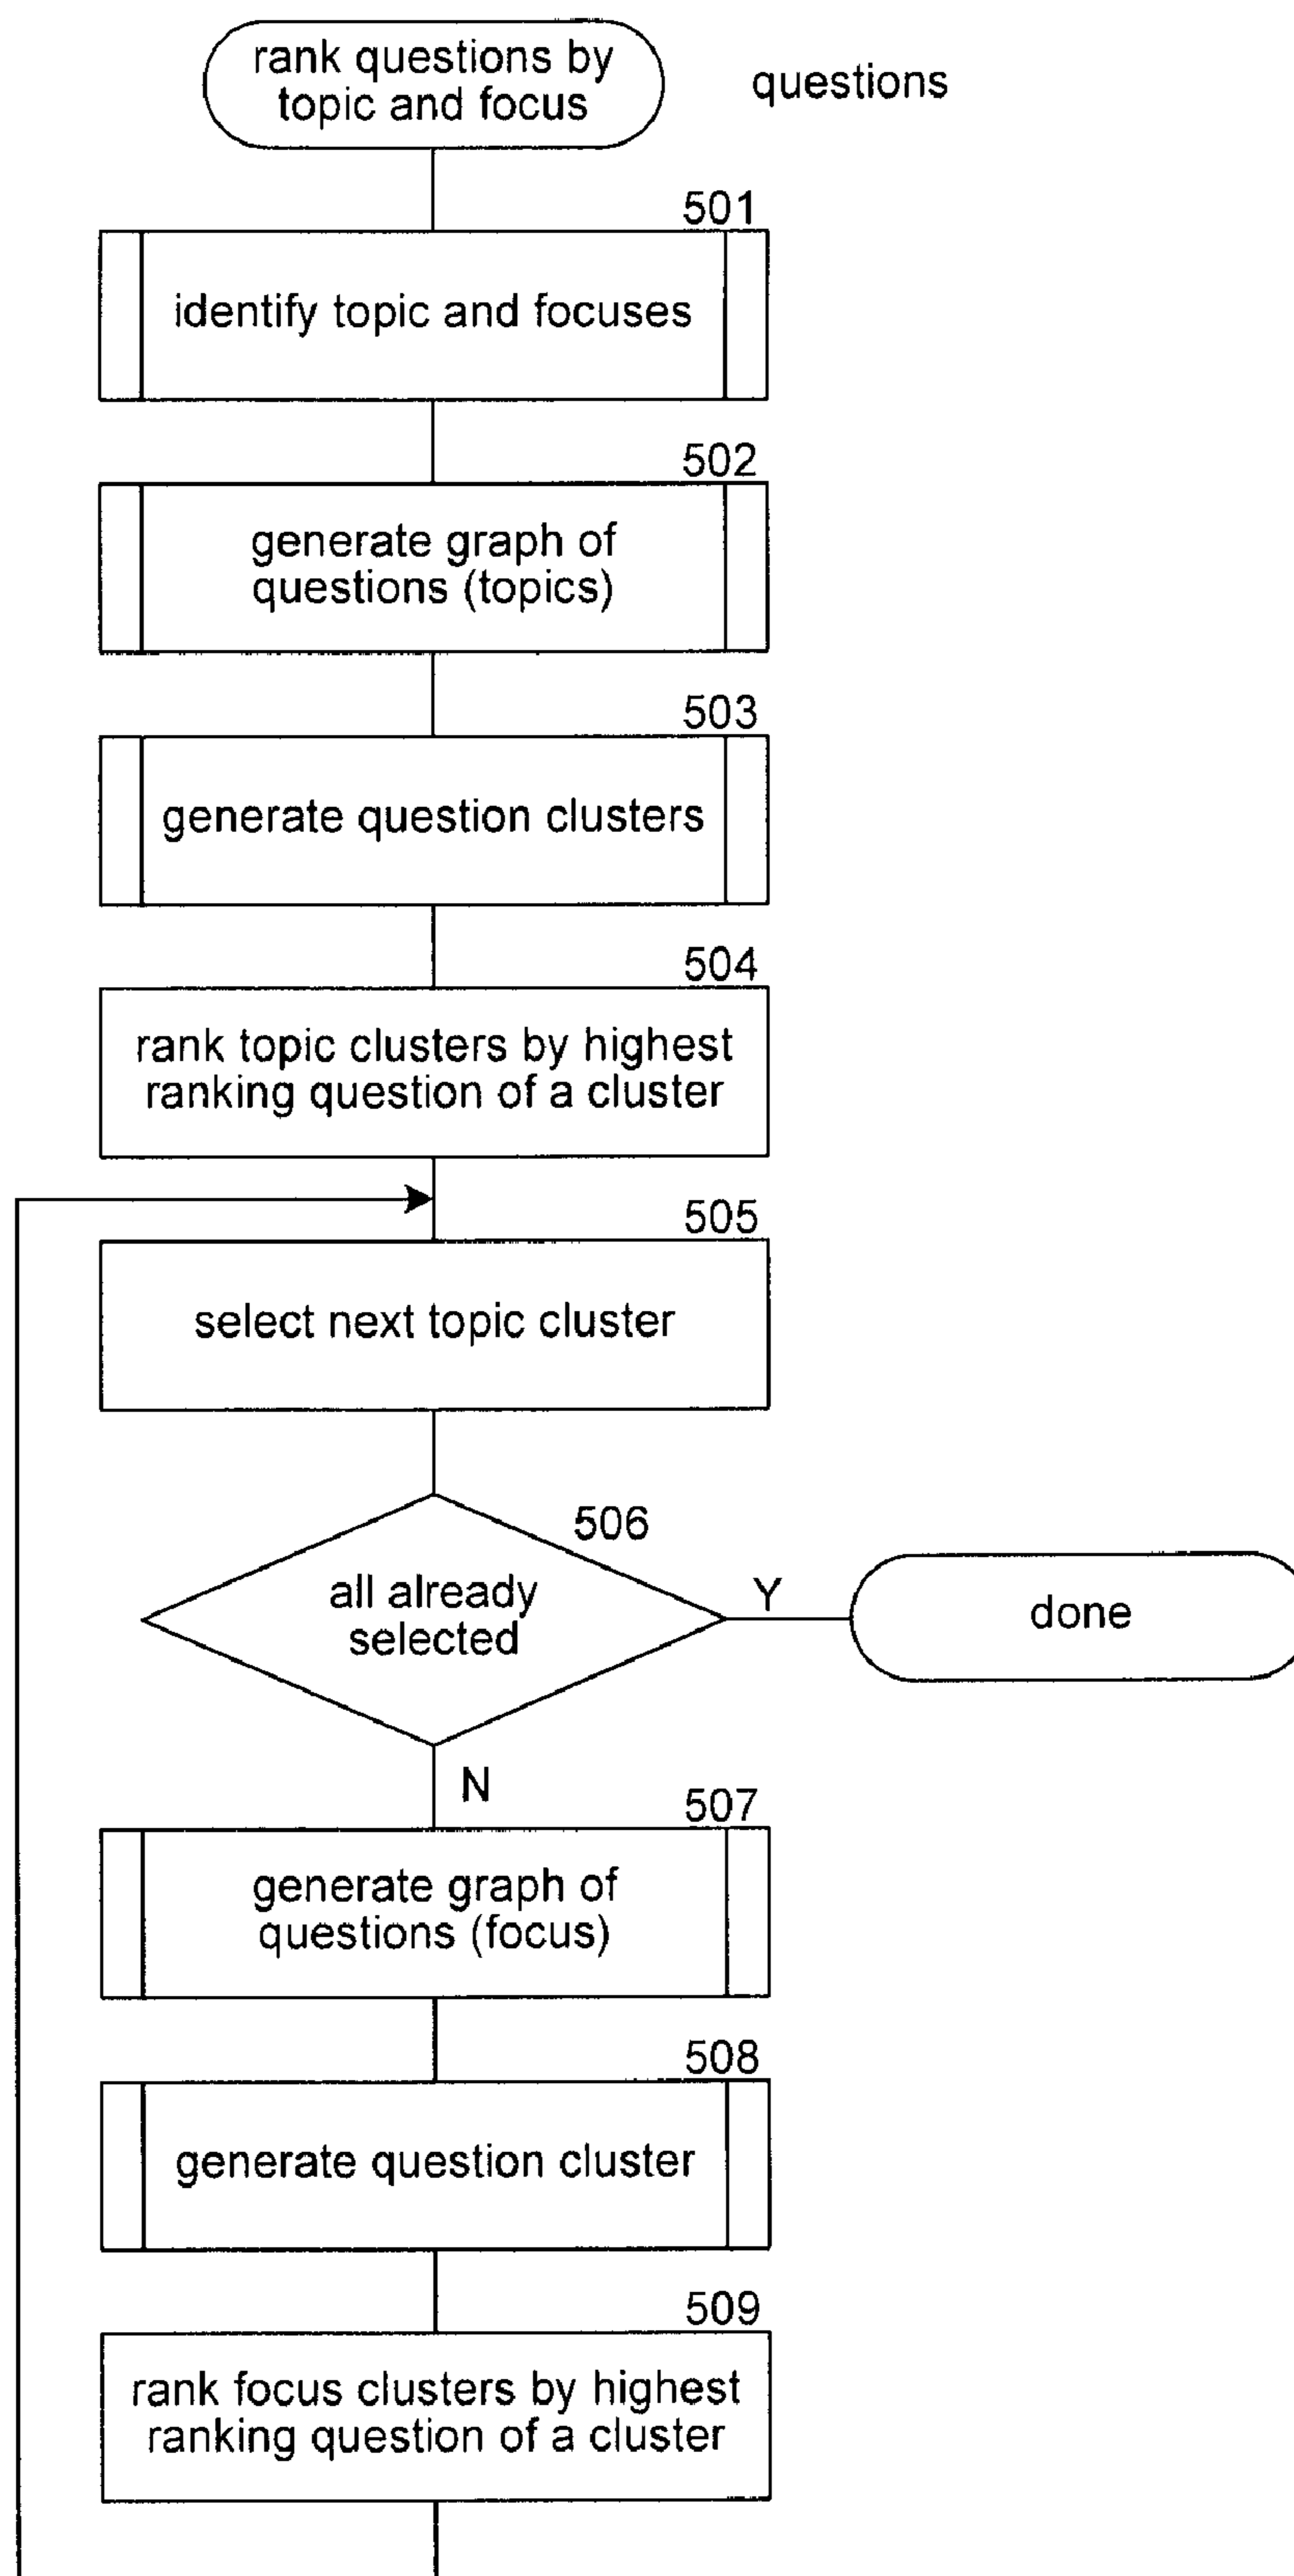 rank questions by
topic and focus
questions
501
identify topic and focuses
502
generate graph of
questions (topics)
503
generate question clusters
504
rank topic clusters by highest
ranking question of a cluster
505
select next topic cluster
506
all already
selected
Y
done
N
507
generate graph of
questions (focus)
508
generate question cluster
509
rank focus clusters by highest
ranking question of a cluster